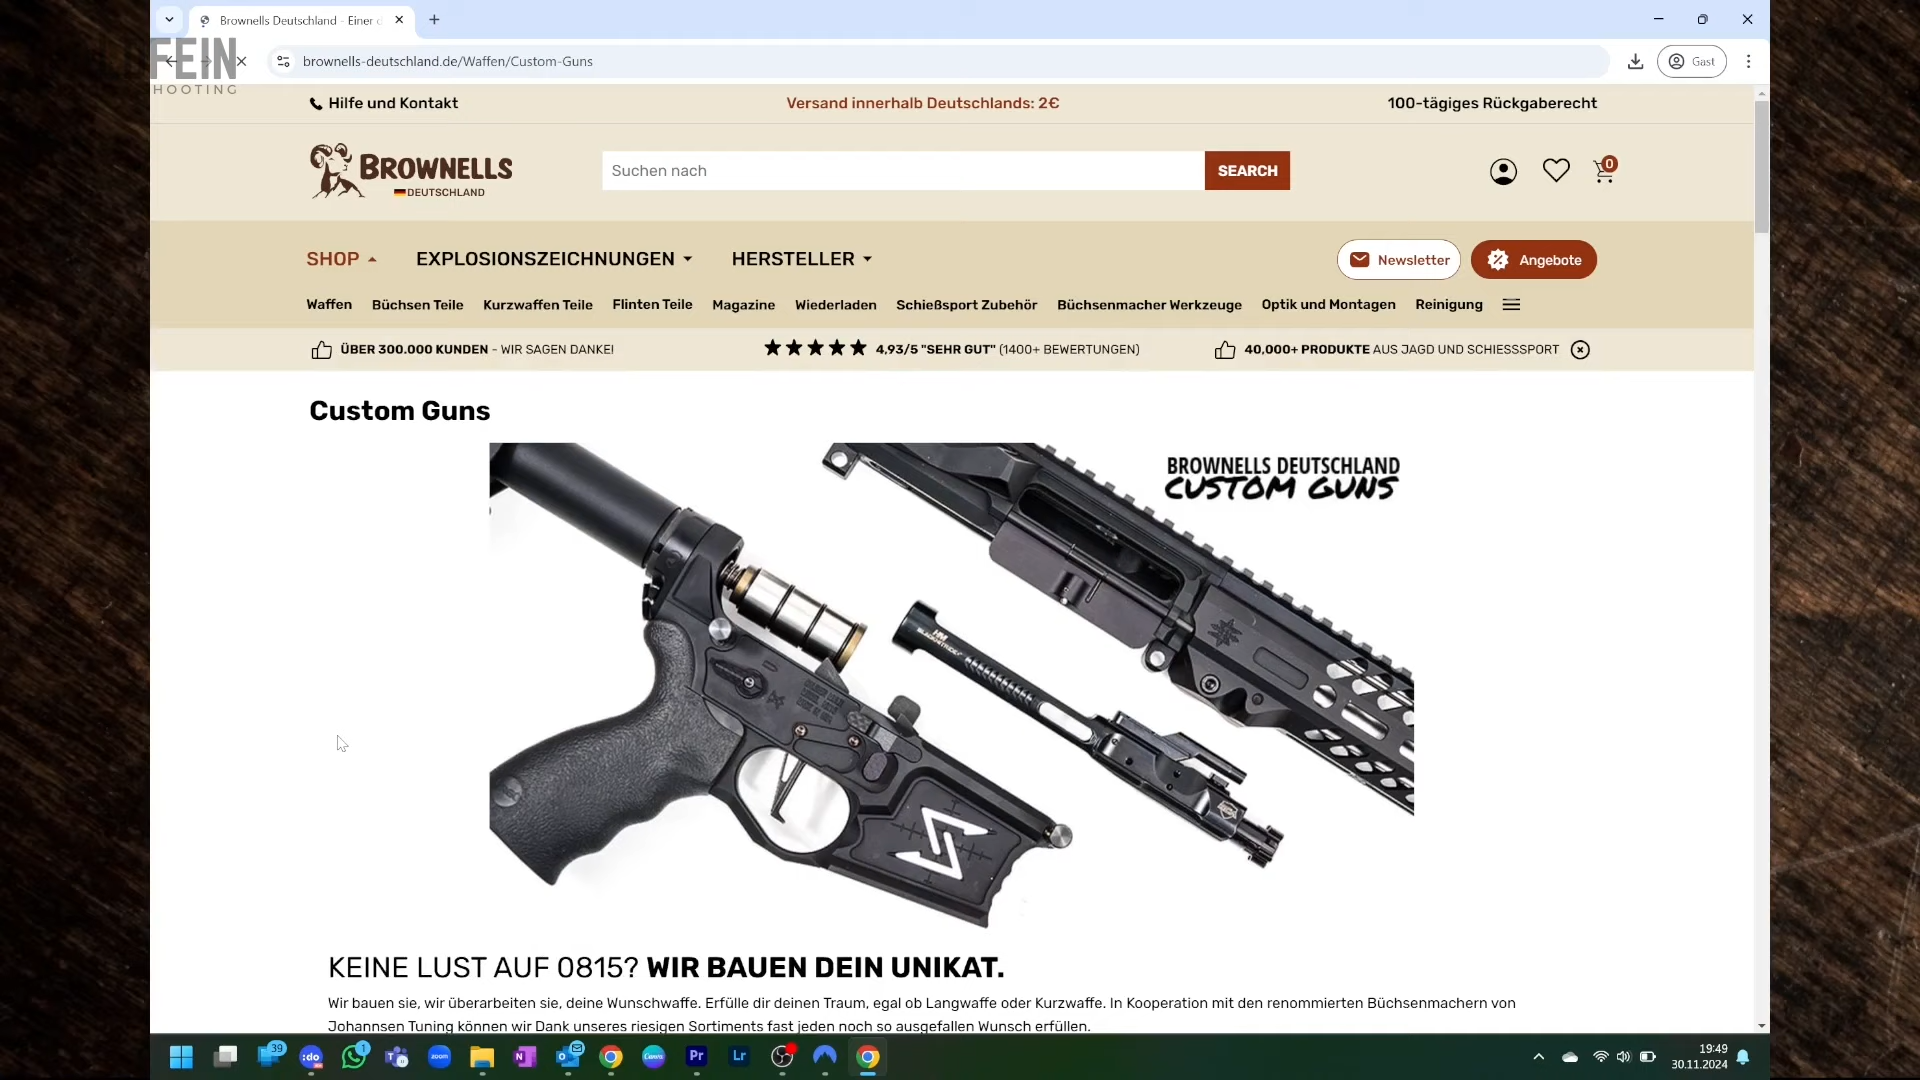 Brownells Deutschland - Einer d
FEIN
HOOTING
brownells-deutschland.de/Waffen/Custom-Guns
Gast
Hilfe und Kontakt
Versand innerhalb Deutschlands: 2€
100-tägiges Rückgaberecht
BROWNELLS
DEUTSCHLAND
Suchen nach
SEARCH
0
SHOP
EXPLOSIONSZEICHNUNGEN
HERSTELLER
Newsletter
Angebote
Waffen Büchsen Teile Kurzwaffen Teile Flinten Teile Magazine Wiederladen Schießsport Zubehör Büchsenmacher Werkzeuge Optik und Montagen Reinigung
ÜBER 300.000 KUNDEN - WIR SAGEN DANKE!
4,93/5 "SEHR GUT" (1400+ BEWERTUNGEN)
40,000+ PRODUKTE AUS JAGD UND SCHIESSSPORT
Custom Guns
BROWNELLS DEUTSCHLAND
CUSTOM GUNS
KEINE LUST AUF 0815? WIR BAUEN DEIN UNIKAT.
Wir bauen sie, wir überarbeiten sie, deine Wunschwaffe. Erfülle dir deinen Traum, egal ob Langwaffe oder Kurzwaffe. In Kooperation mit den renommierten Büchsenmachern von
Johannsen Tuning können wir Dank unseres riesigen Sortiments fast jeden noch so ausgefallen Wunsch erfüllen.
39
:do
1
zoom
N
Canva
Pr
Lr
19:49
30.11.2024